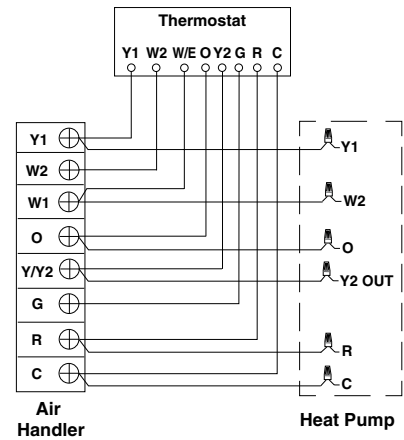 Thermostat
Y1 W2 W/E O Y2 G R C
Y1
Y1
W2
W1
W2
O
O
Y/Y2
Y2 OUT
G
R
R
C
C
Air
Handler
Heat Pump